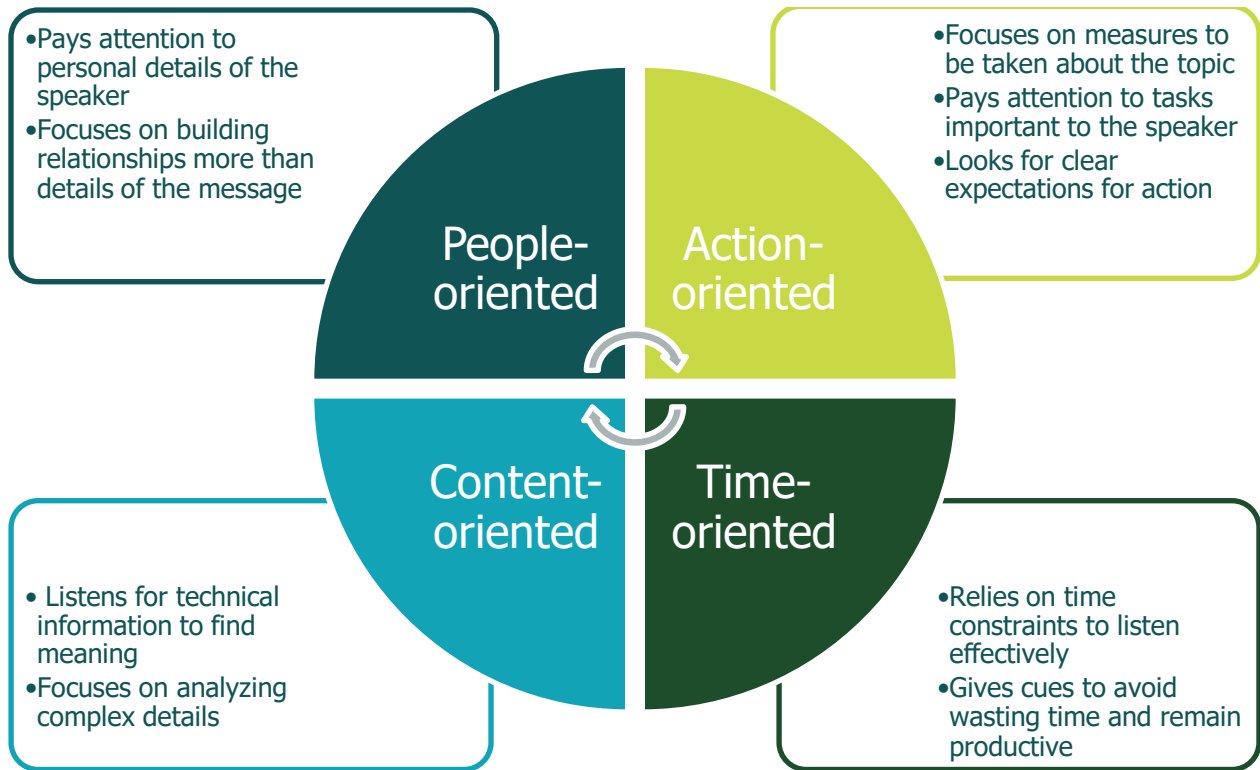 •Pays attention to
personal details of the
speaker
•Focuses on building
relationships more than
details of the message
•Focuses on measures to
be taken about the topic
•Pays attention to tasks
important to the speaker
•Looks for clear
expectations for action
People-
oriented
Action-
oriented
Content-
oriented
Time-
oriented
• Listens for technical
information to find
meaning
•Focuses on analyzing
complex details
•Relies on time
constraints to listen
effectively
•Gives cues to avoid
wasting time and remain
productive